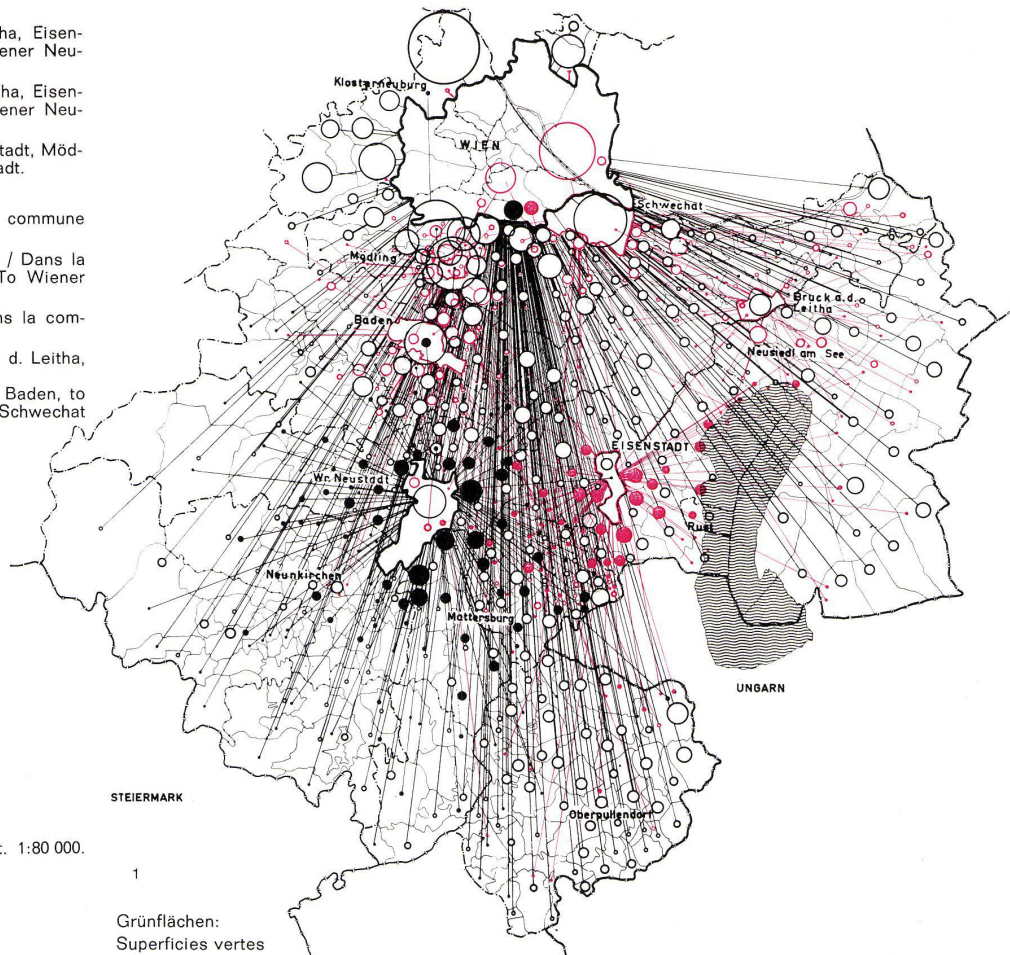 ha, Eisen-
ener Neu-
tha, Eisen-
ener Neu-
tadt, Möd-
adt.
commune
/ Dans la
To Wiener
ns la com-
d. Leitha,
Baden, to
Schwechat
Klosterneuburg
WIEN
Schwechat
Mödling
Bruck a.d.
Leitha
Baden
Neusiedl am See
EISENSTADT
Wr. Neustadt
Rust
Neunkirchen
Mattersburg
UNGARN
STEIERMARK
Oberpullendorf
t. 1:80 000.
1
Grünflächen:
Superficies vertes